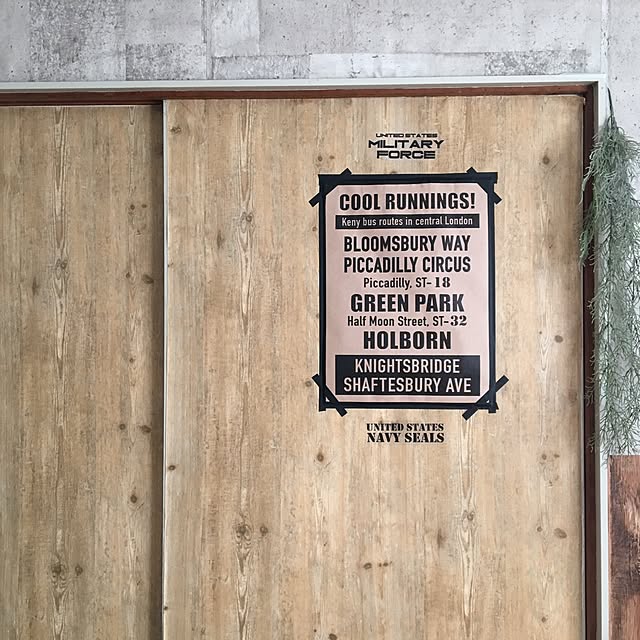 UNITED STATES
MILITARY
FORCE
COOL RUNNINGS!
Keny bus routes in central London
BLOOMSBURY WAY
PICCADILLY CIRCUS
Piccadilly, ST-18
GREEN PARK
Half Moon Street, ST-32
HOLBORN
KNIGHTSBRIDGE
SHAFTESBURY AVE
UNITED STATES
NAVY SEALS